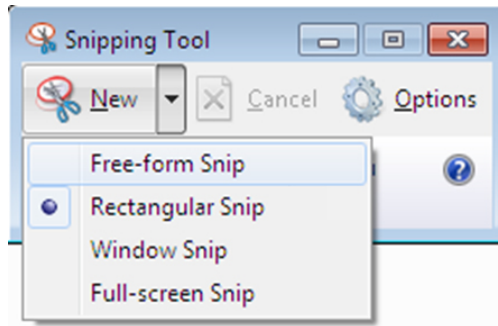 Snipping Tool
New Cancel Options
Free-form Snip
Rectangular Snip
Window Snip
Full-screen Snip